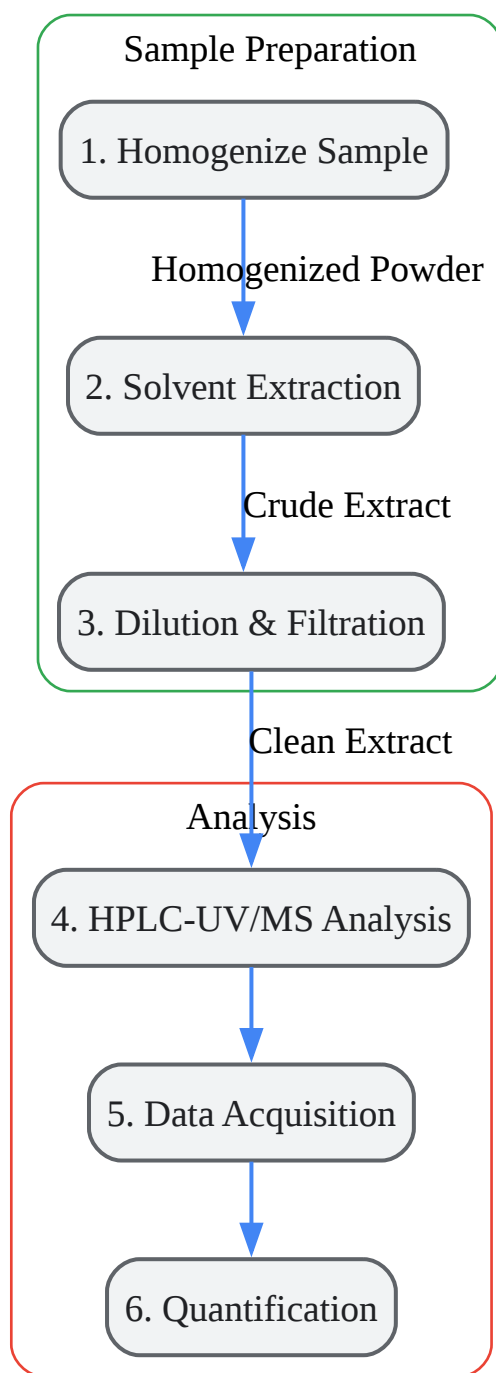 Sample Preparation
1. Homogenize Sample
Homogenized Powder
2. Solvent Extraction
Crude Extract
3. Dilution & Filtration
Clean Extract
Analysis
4. HPLC-UV/MS Analysis
5. Data Acquisition
6. Quantification